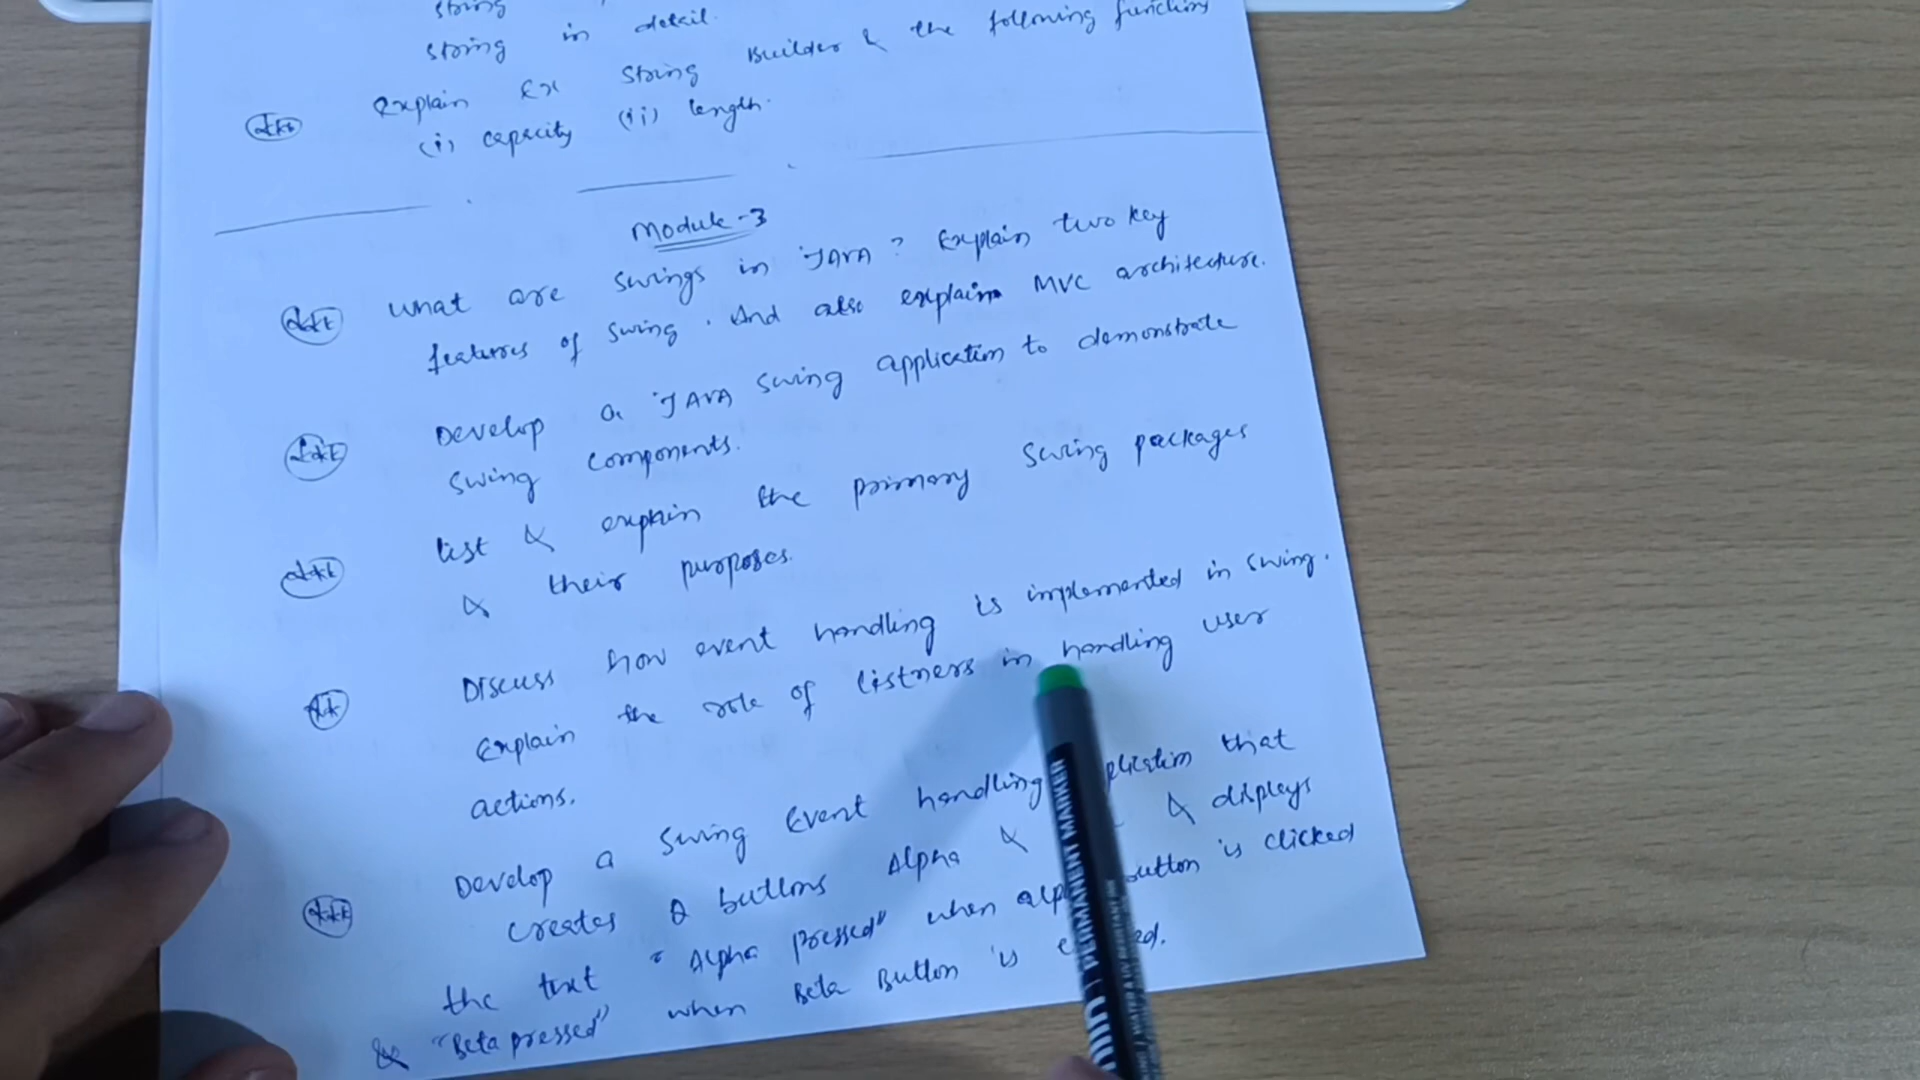 string
string in detail.
Explain Ex String Builder & the following functions
(i) capacity (ii) length.
Module-3
What are swings in JAVA? Explain two key
features of swing. And also explain MVC architecture.
Develop a JAVA swing application to demonstrate
swing components.
list & explain the primary Swing packages
& their purposes.
Discuss how event handling is implemented in swing.
Explain the role of listners in handling user
actions.
Develop a swing Event handling that
creates 2 buttons Alpha & & displays
the text "Alpha pressed" when button is clicked
& "Beta pressed" when Beta Button is
PERMANENT MARKER